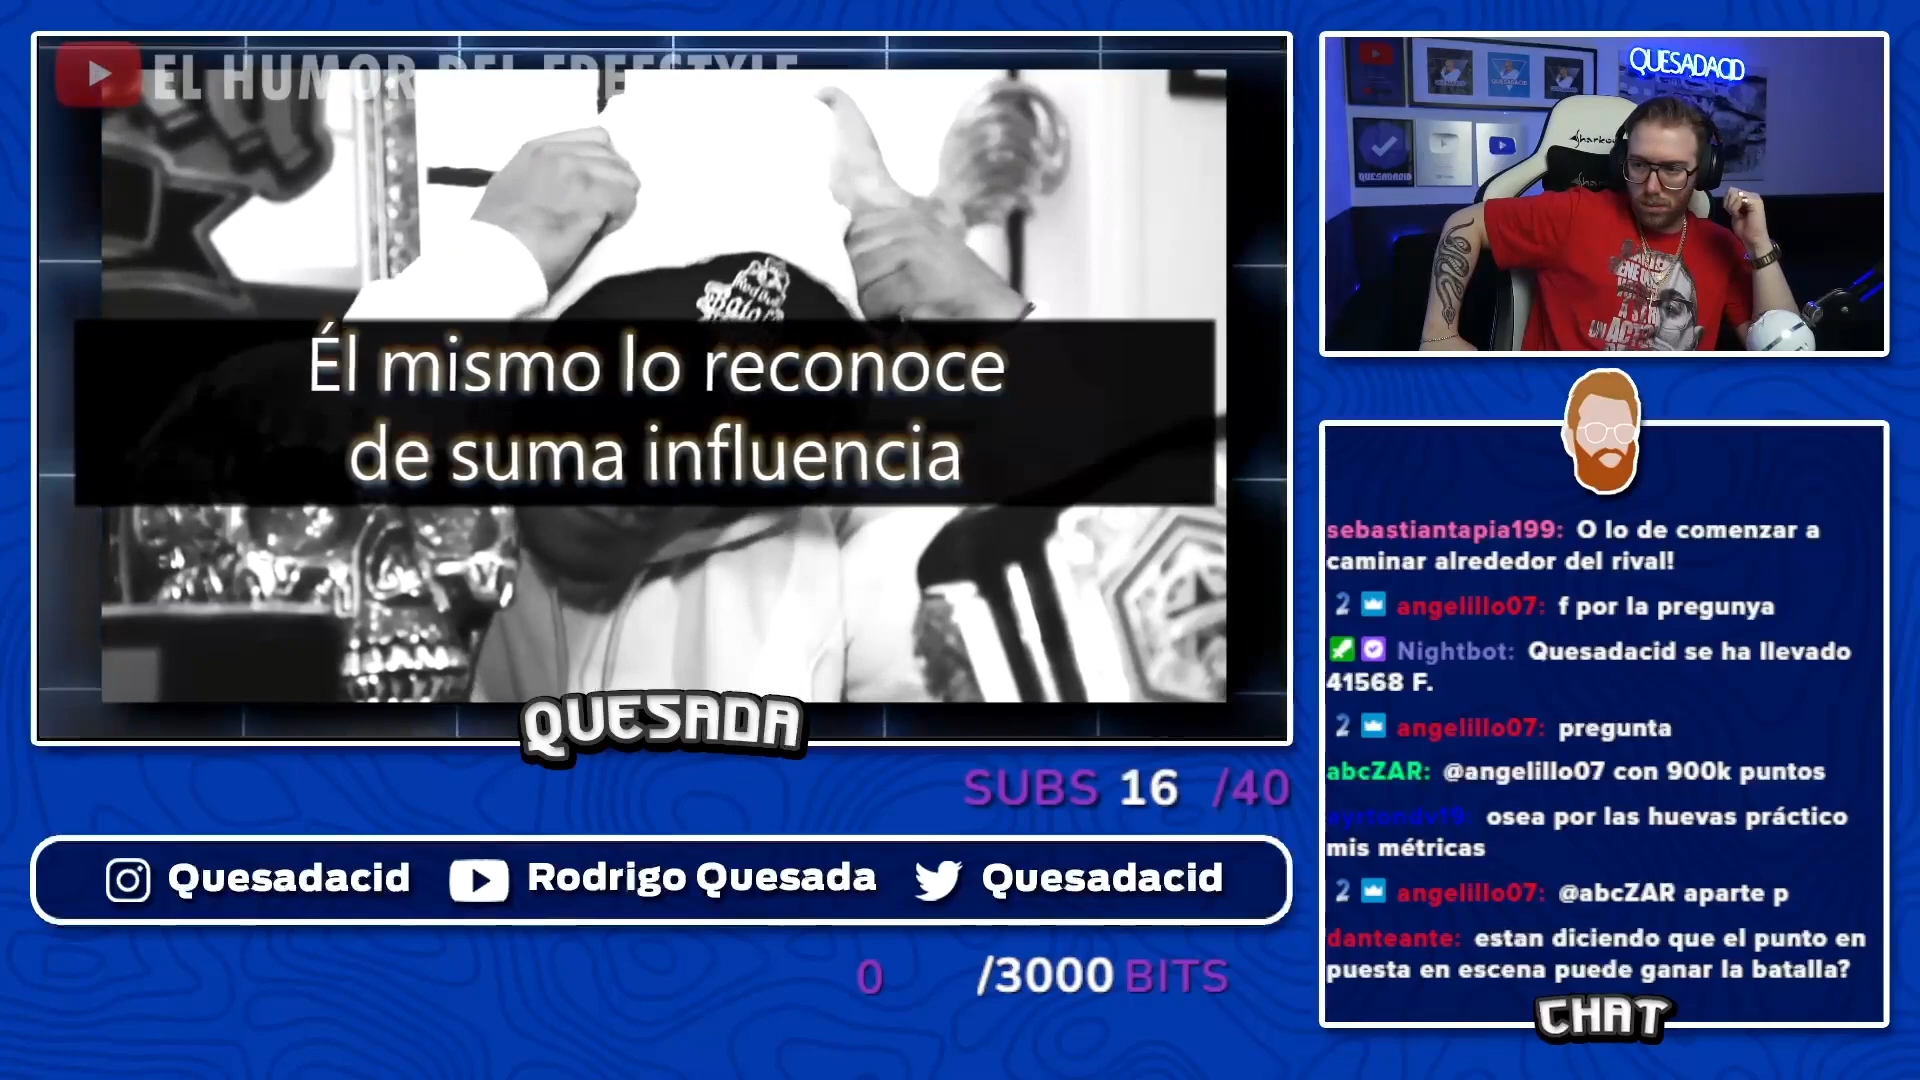 EL HUMOR DEL FREESTYLE
Él mismo lo reconoce
de suma influencia
QUESADA
SUBS 16 /40
Quesadacid
Rodrigo Quesada
Quesadacid
0 /3000 BITS
QUESADACID
QUESADACID
sebastiantapia199: O lo de comenzar a
caminar alrededor del rival!
2 angelillo07: f por la pregunya
Nightbot: Quesadacid se ha llevado
41568 F.
2 angelillo07: pregunta
abcZAR: @angelillo07 con 900k puntos
ayrtondv19: osea por las huevas práctico
mis métricas
2 angelillo07: @abcZAR aparte p
danteante: estan diciendo que el punto en
puesta en escena puede ganar la batalla?
CHAT